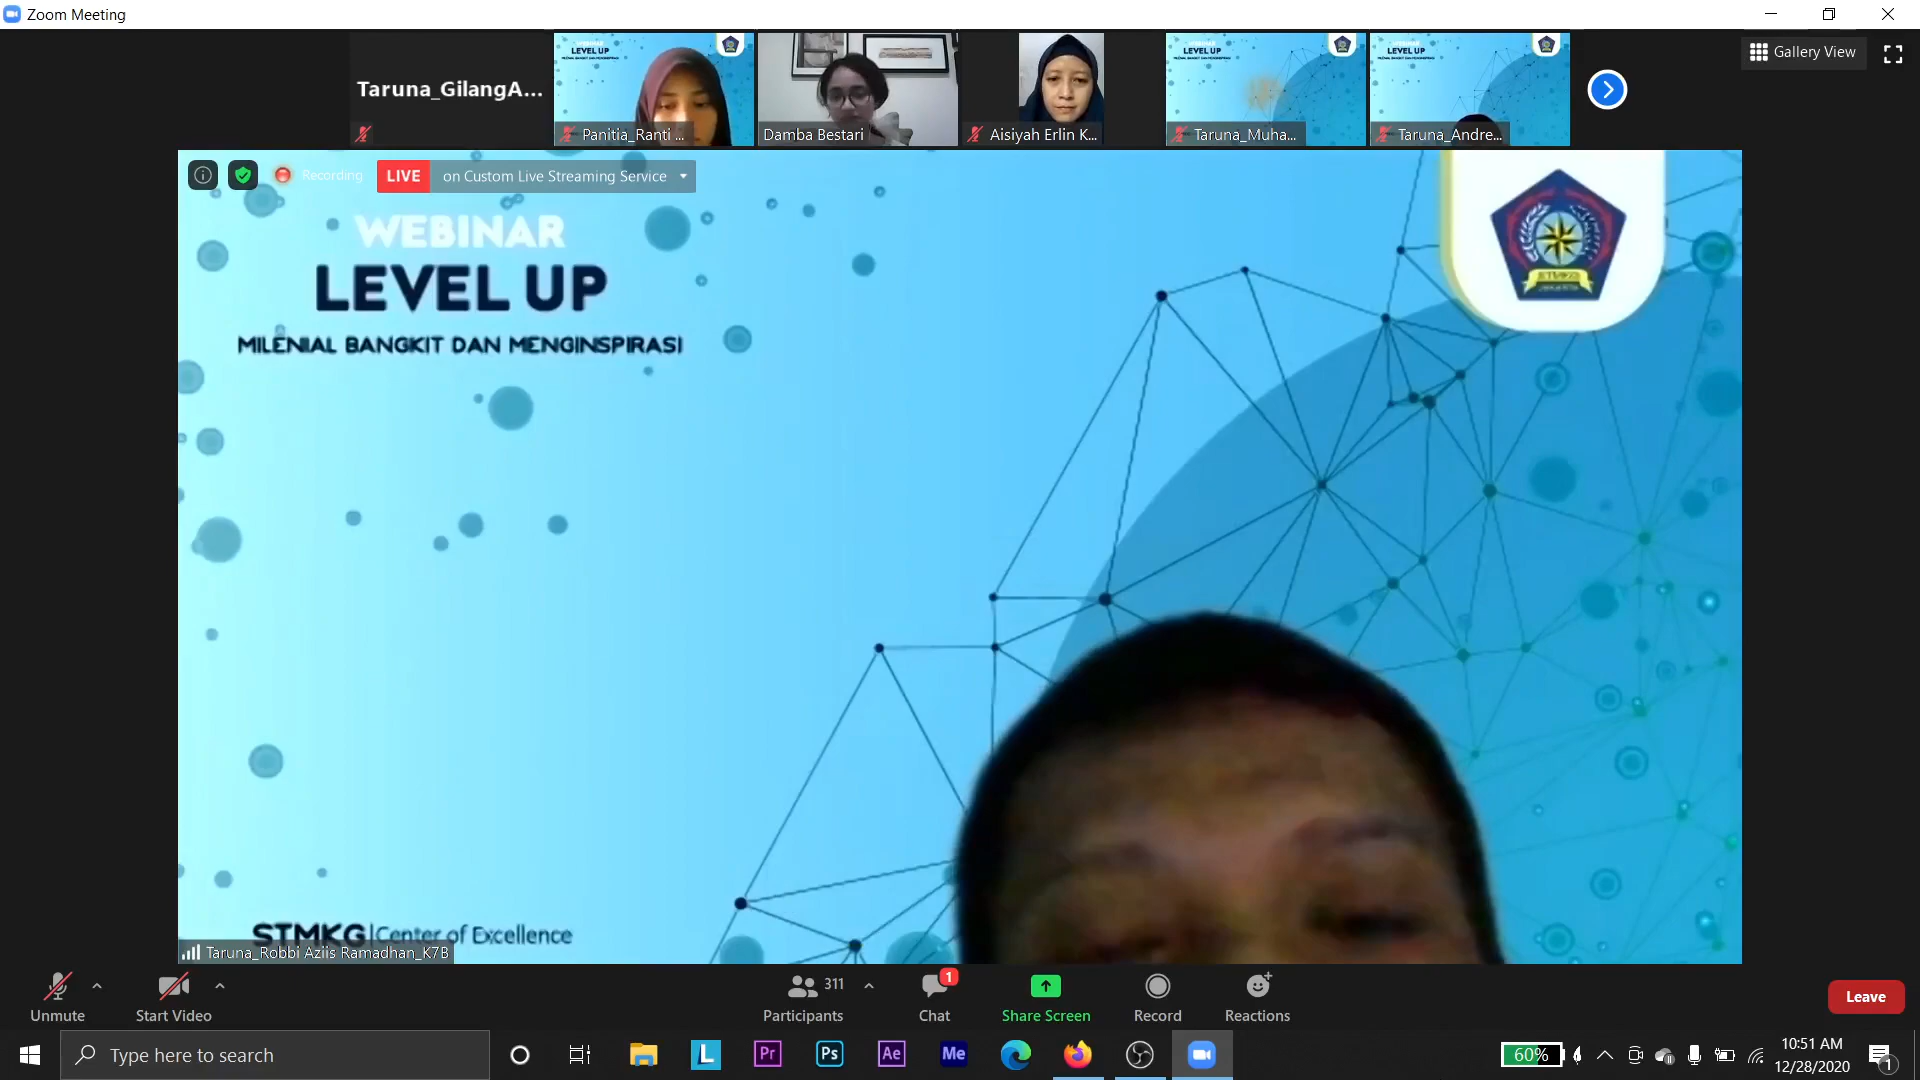 Zoom Meeting
Taruna_GilangA...
Panitia_Ranti ...
Damba Bestari
Aisiyah Erlin K...
Taruna_Muha...
Taruna_Andre...
Gallery View
LEVEL UP
LEVEL UP
Recording
LIVE on Custom Live Streaming Service
WEBINAR
LEVEL UP
MILENIAL BANGKIT DAN MENGINSPIRASI
STMKG | Center of Excellence
Taruna_Robbi Aziis Ramadhan_K7B
Unmute
Start Video
311
Participants
1
Chat
Share Screen
Record
Reactions
Leave
Type here to search
L
Pr
Ps
Ae
Me
60%
10:51 AM
12/28/2020
1